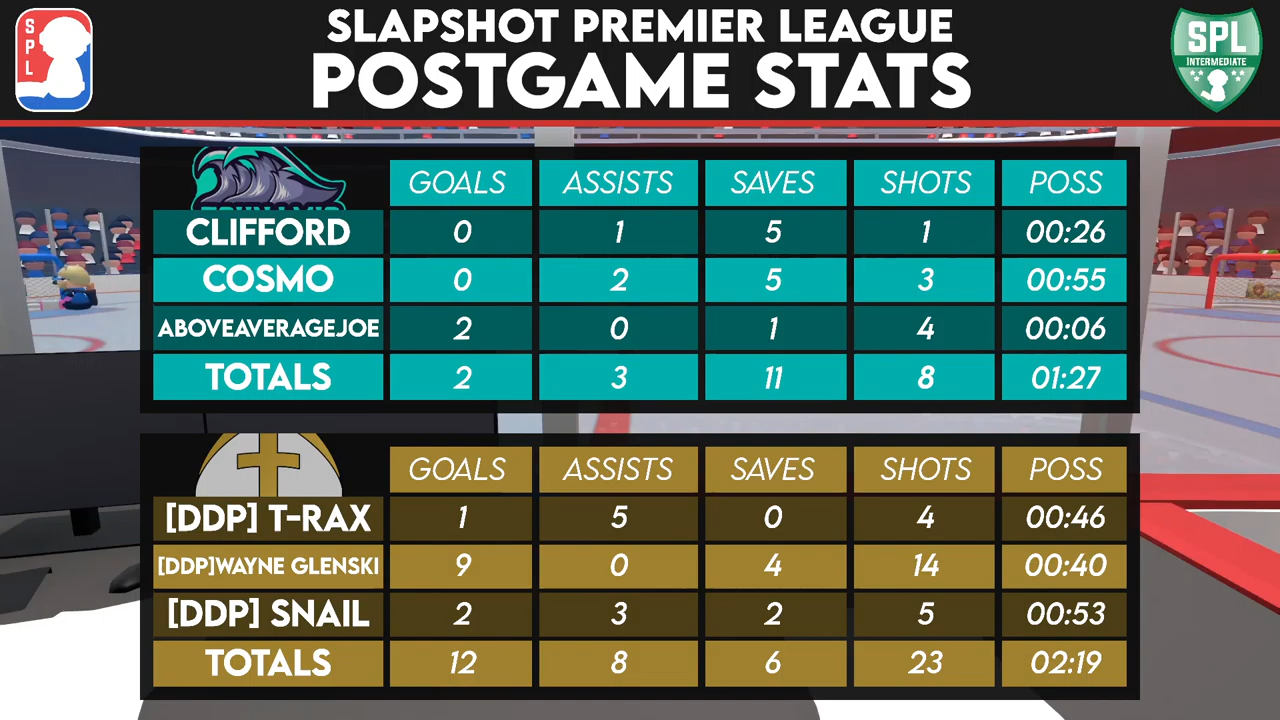 SPL
SLAPSHOT PREMIER LEAGUE
POSTGAME STATS
SPL
INTERMEDIATE
GOALS ASSISTS SAVES SHOTS POSS
CLIFFORD 0 1 5 1 00:26
COSMO 0 2 5 3 00:55
ABOVEAVERAGEJOE 2 0 1 4 00:06
TOTALS 2 3 11 8 01:27
GOALS ASSISTS SAVES SHOTS POSS
[DDP] T-RAX 1 5 0 4 00:46
[DDP]WAYNE GLENSKI 9 0 4 14 00:40
[DDP] SNAIL 2 3 2 5 00:53
TOTALS 12 8 6 23 02:19